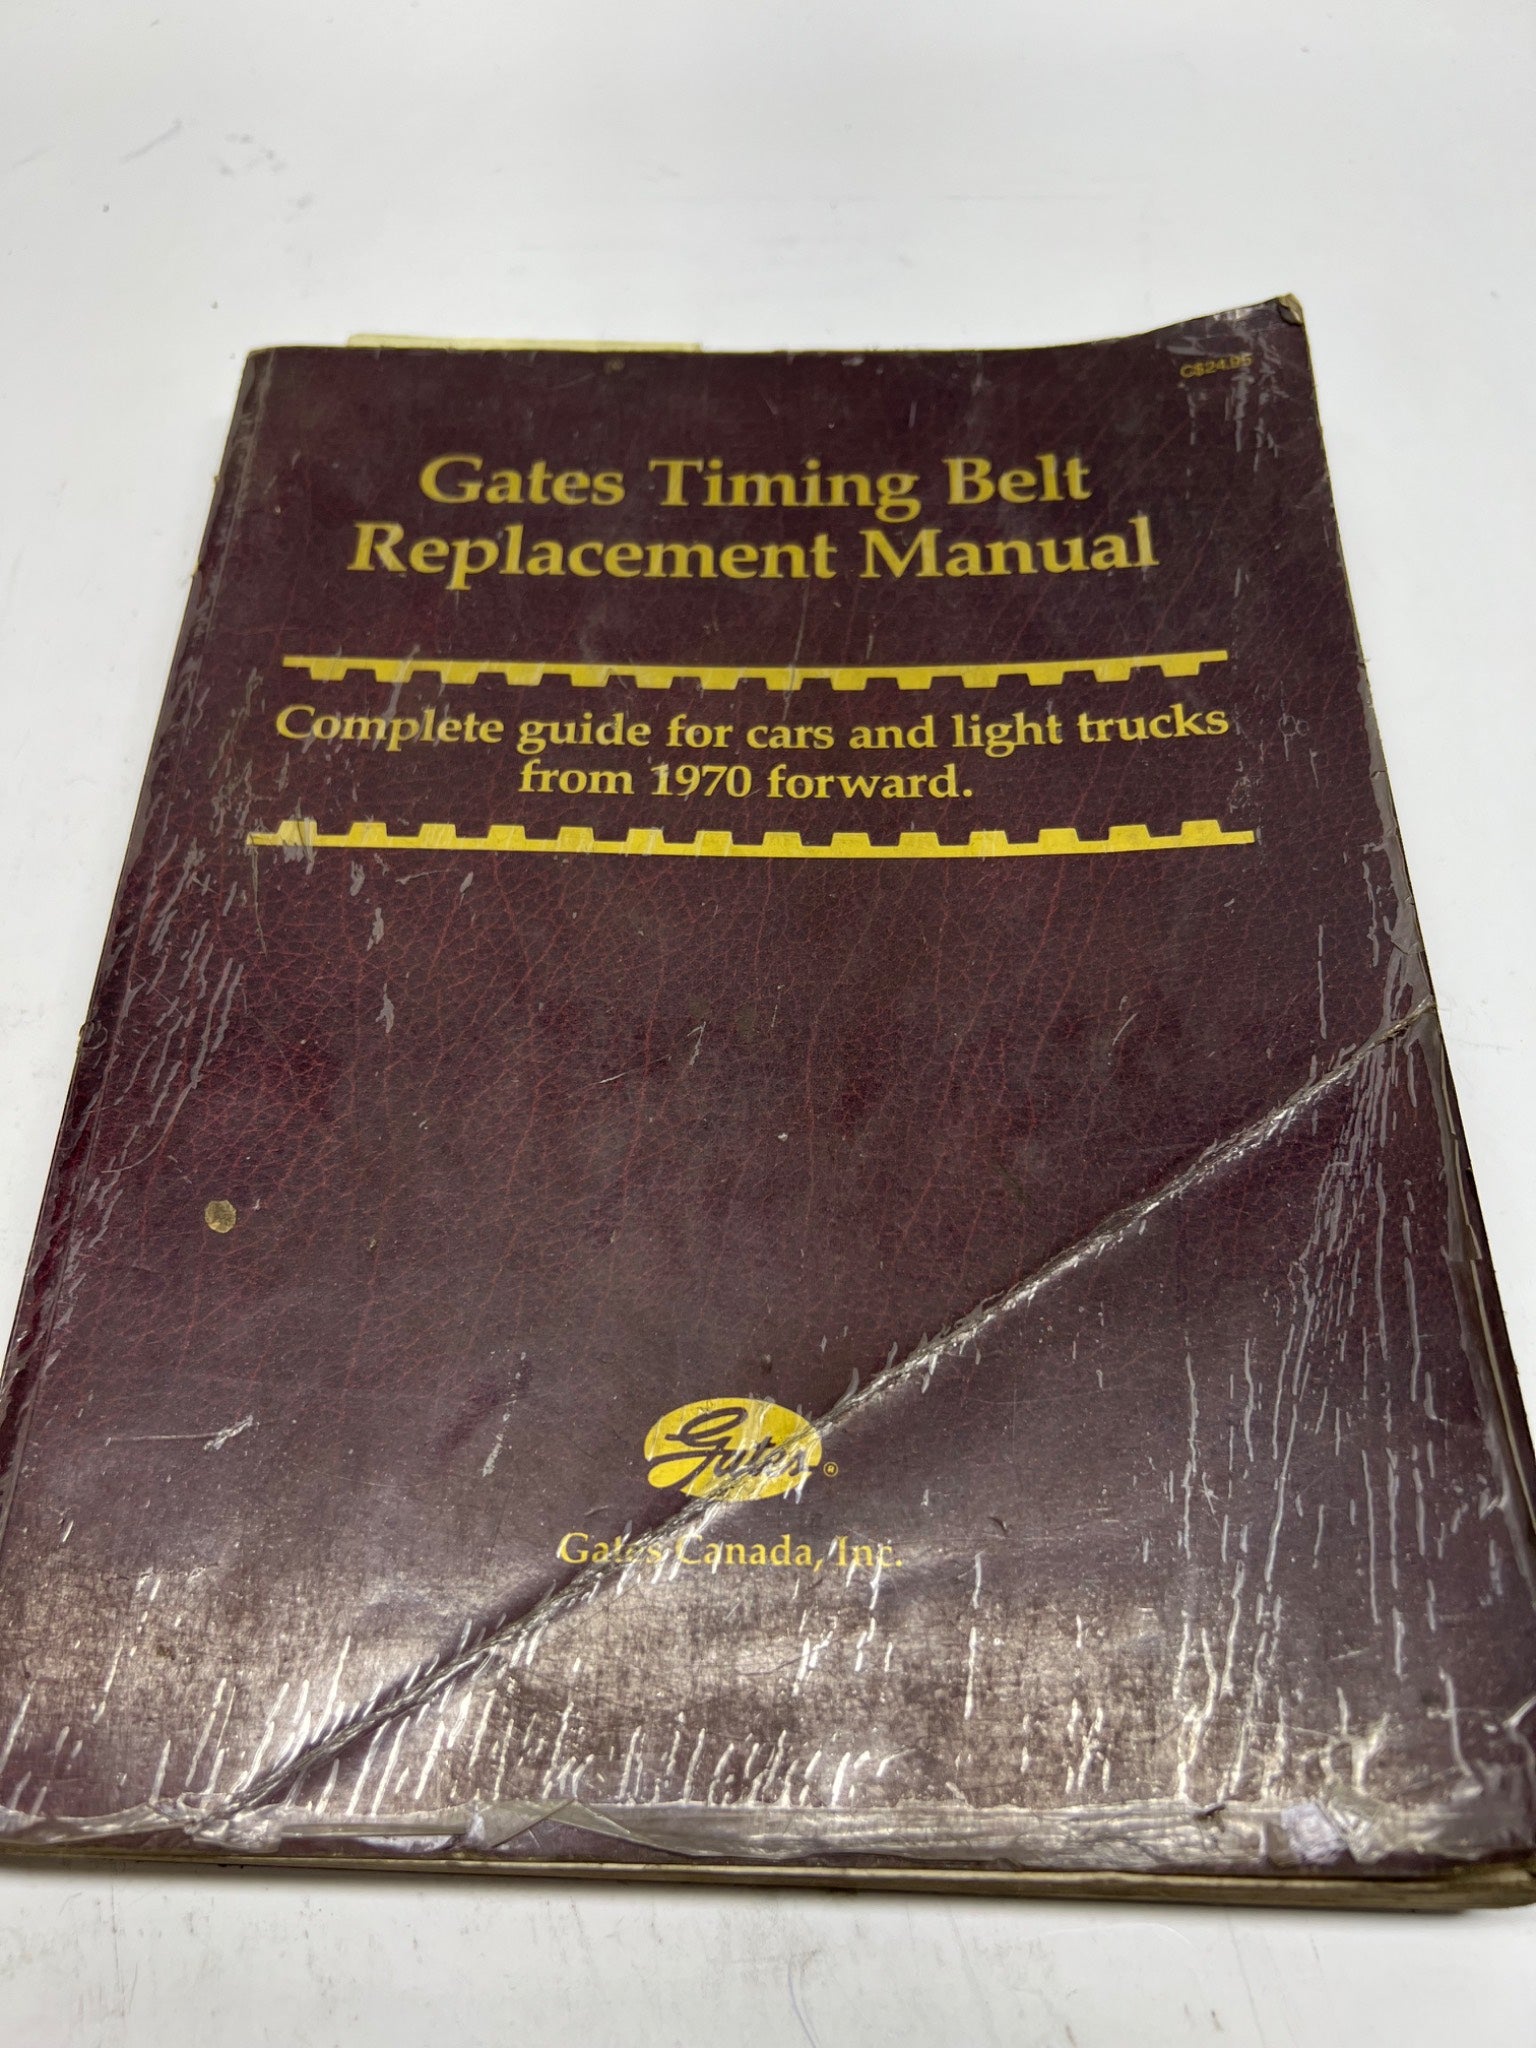 C$24.95
Gates Timing Belt
Replacement Manual
Complete guide for cars and light trucks
from 1970 forward.
Gates ®
Gates Canada, Inc.